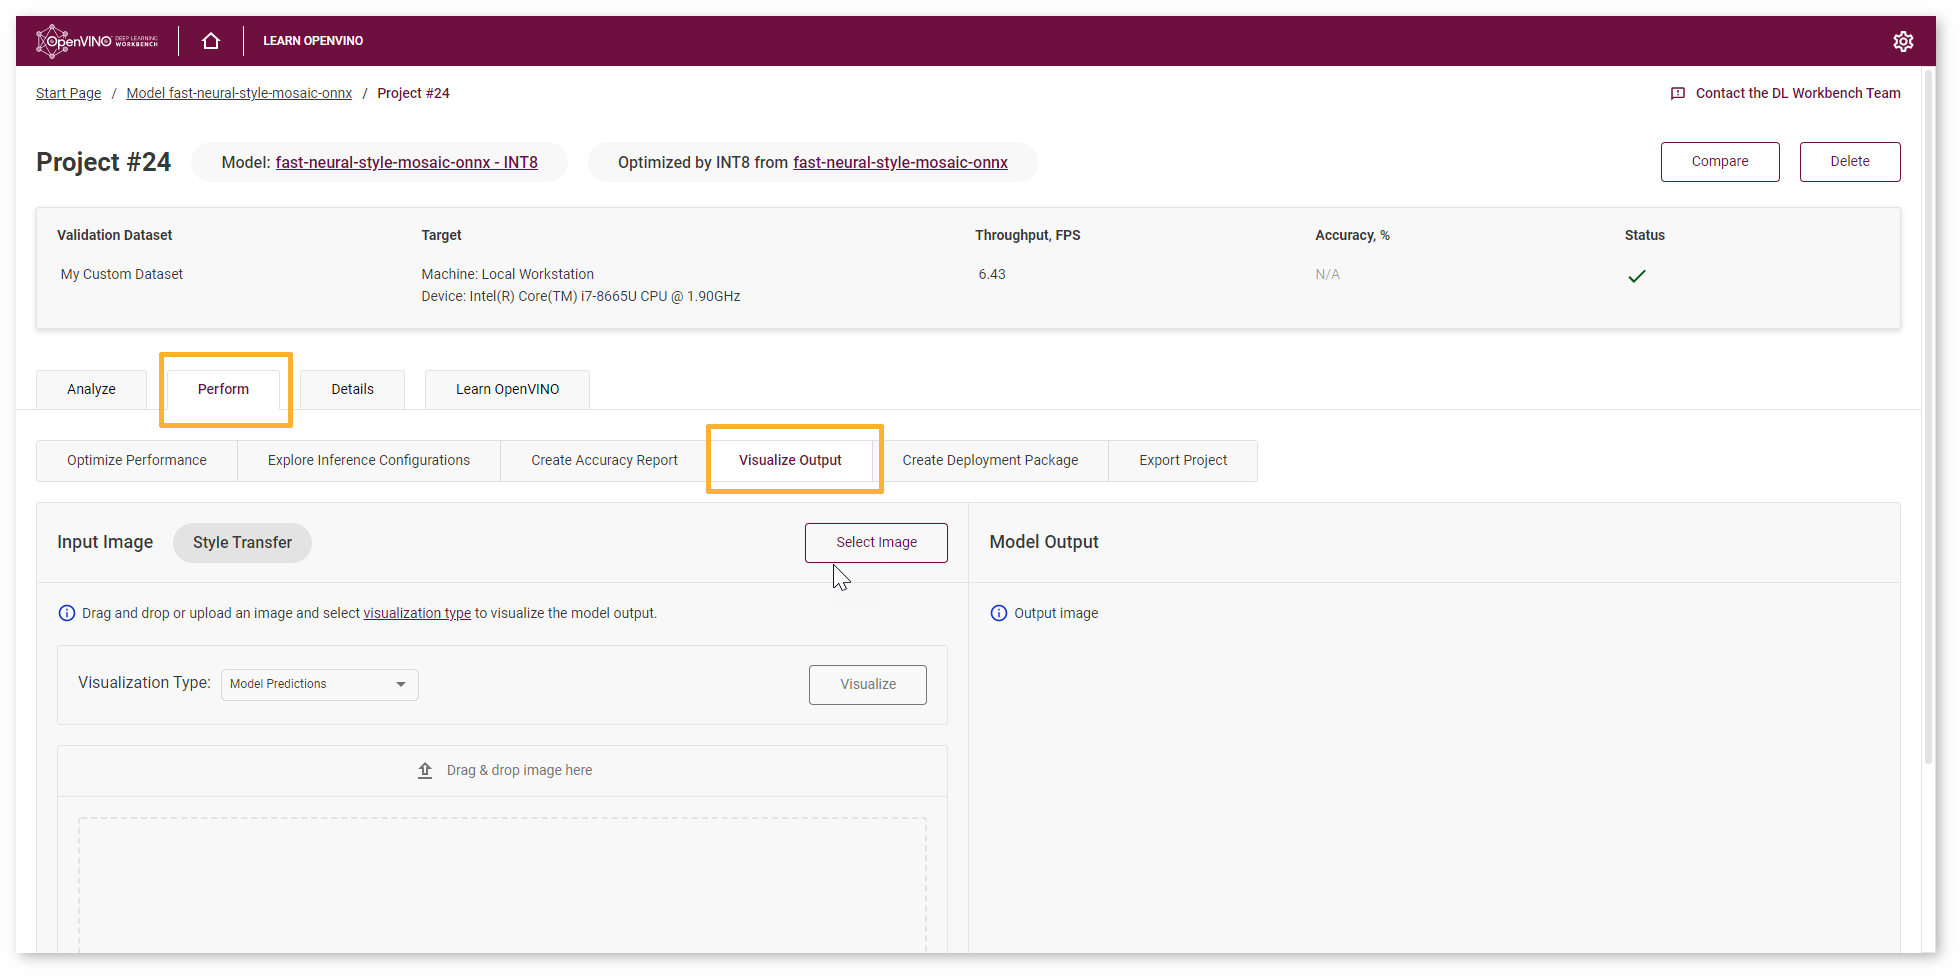 OpenVINO DEEP LEARNING WORKBENCH LEARN OPENVINO
Start Page / Model fast-neural-style-mosaic-onnx / Project #24 Contact the DL Workbench Team
Project #24 Model: fast-neural-style-mosaic-onnx - INT8 Optimized by INT8 from fast-neural-style-mosaic-onnx Compare Delete
Validation Dataset Target Throughput, FPS Accuracy, % Status
My Custom Dataset Machine: Local Workstation 6.43 N/A
Device: Intel(R) Core(TM) i7-8665U CPU @ 1.90GHz
Analyze Perform Details Learn OpenVINO
Optimize Performance Explore Inference Configurations Create Accuracy Report Visualize Output Create Deployment Package Export Project
Input Image Style Transfer Select Image Model Output
Drag and drop or upload an image and select visualization type to visualize the model output. Output image
Visualization Type: Model Predictions Visualize
Drag & drop image here